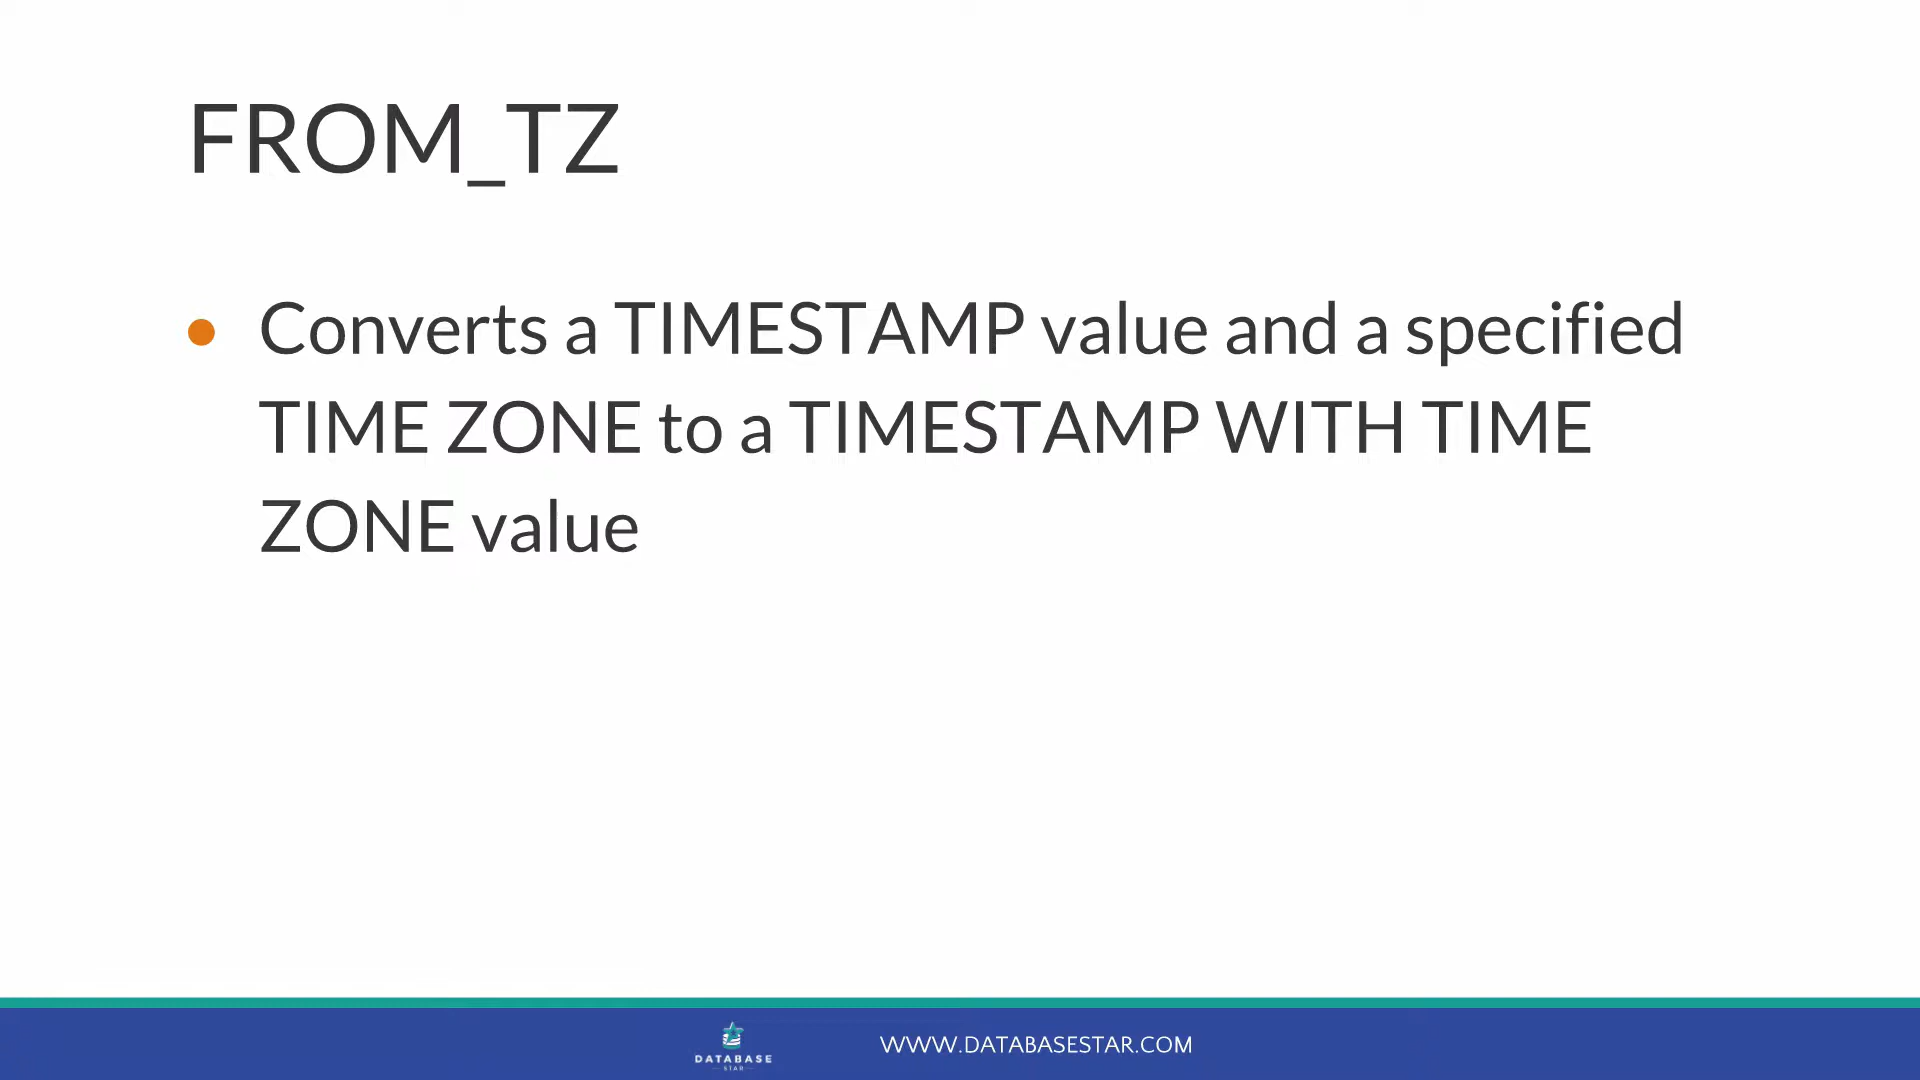 FROM_TZ
Converts a TIMESTAMP value and a specified
TIME ZONE to a TIMESTAMP WITH TIME
ZONE value
DATABASE
STAR
WWW.DATABASESTAR.COM